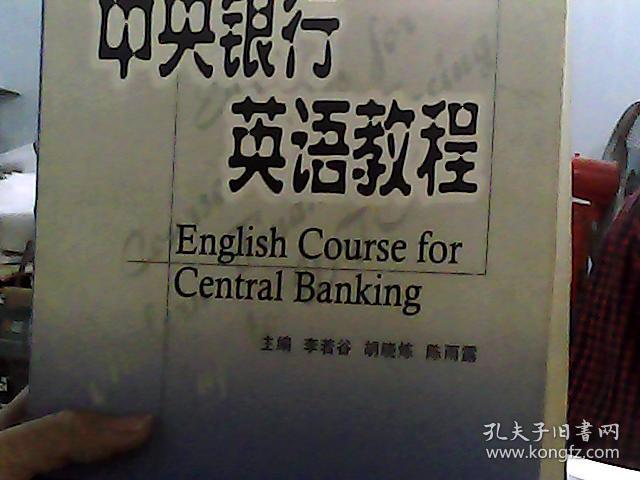 中央银行
英语教程
English Course for
Central Banking
主编 李若谷 胡晓炼 陈雨露
孔夫子旧書网
www.kongfz.com